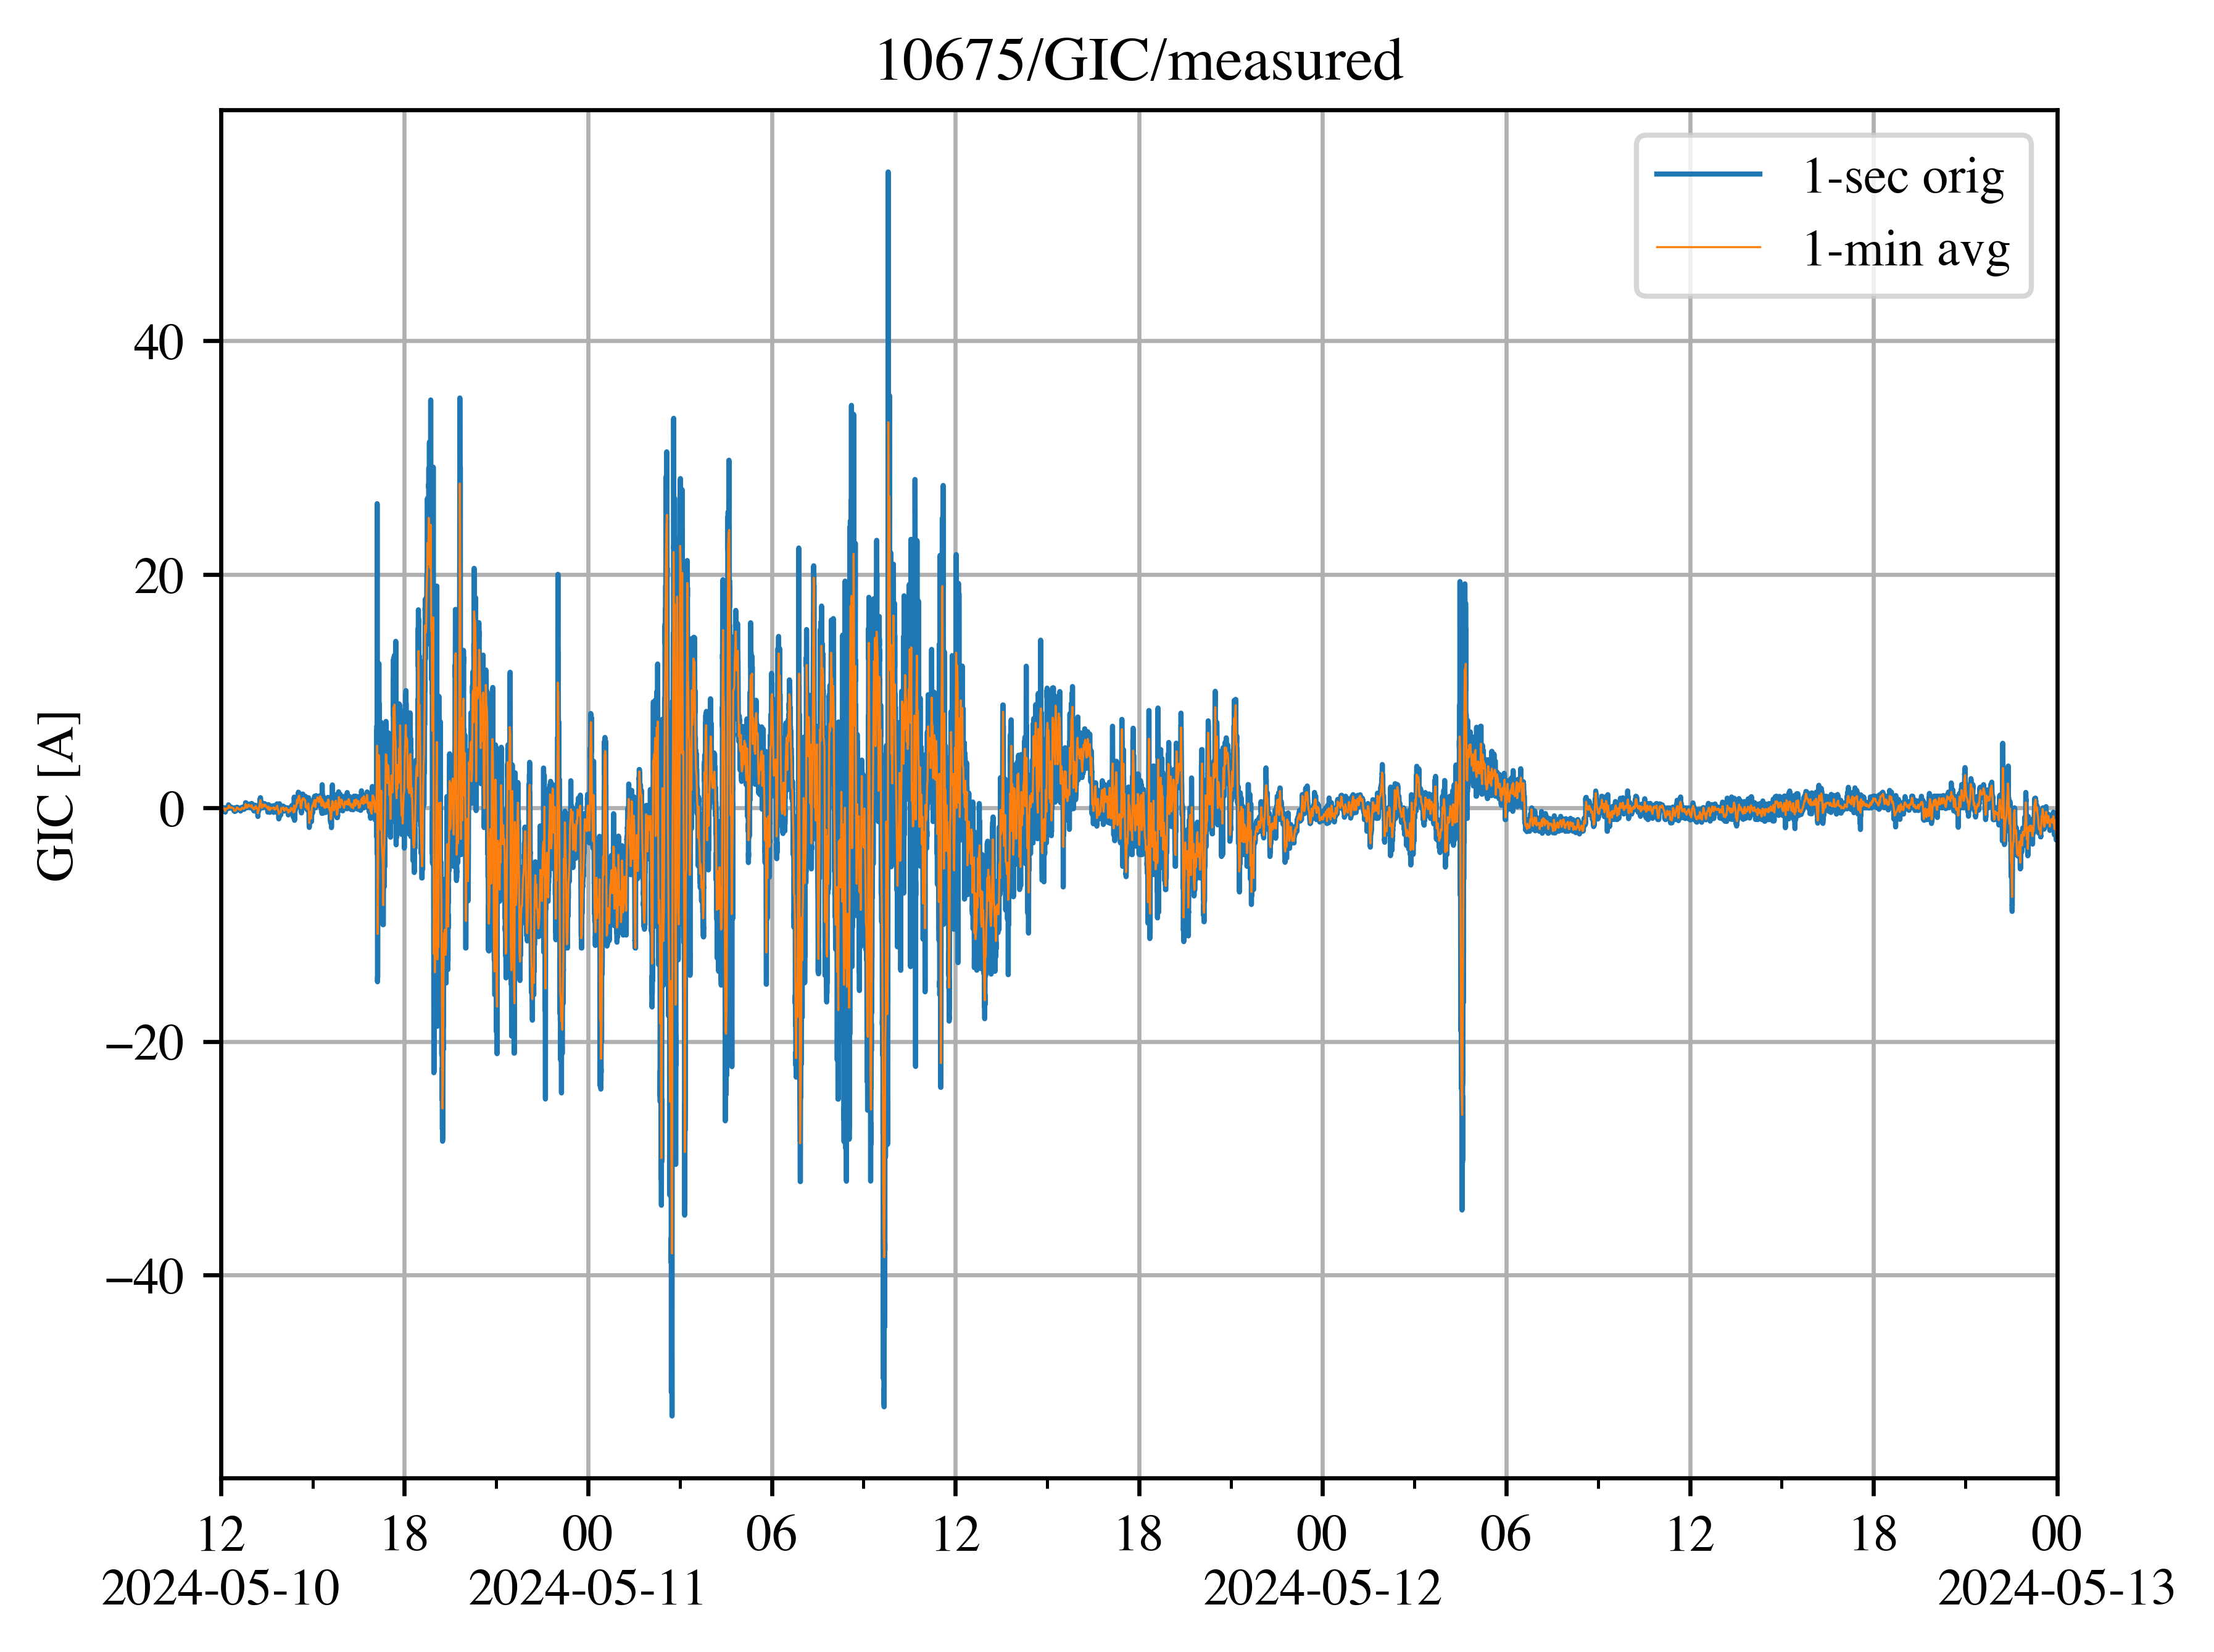 10675/GIC/measured
1-sec orig
1-min avg
GIC [A]
40
20
0
−20
−40
12 18 00 06 12 18 00 06 12 18 00
2024-05-10 2024-05-11 2024-05-12 2024-05-13